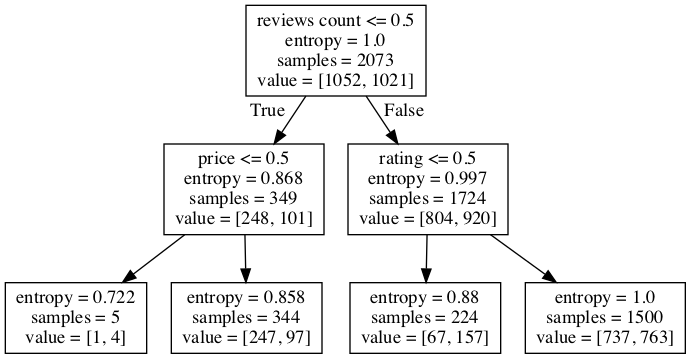 reviews count <= 0.5
entropy = 1.0
samples = 2073
value = [1052, 1021]
True
False
price <= 0.5
entropy = 0.868
samples = 349
value = [248, 101]
rating <= 0.5
entropy = 0.997
samples = 1724
value = [804, 920]
entropy = 0.722
samples = 5
value = [1, 4]
entropy = 0.858
samples = 344
value = [247, 97]
entropy = 0.88
samples = 224
value = [67, 157]
entropy = 1.0
samples = 1500
value = [737, 763]